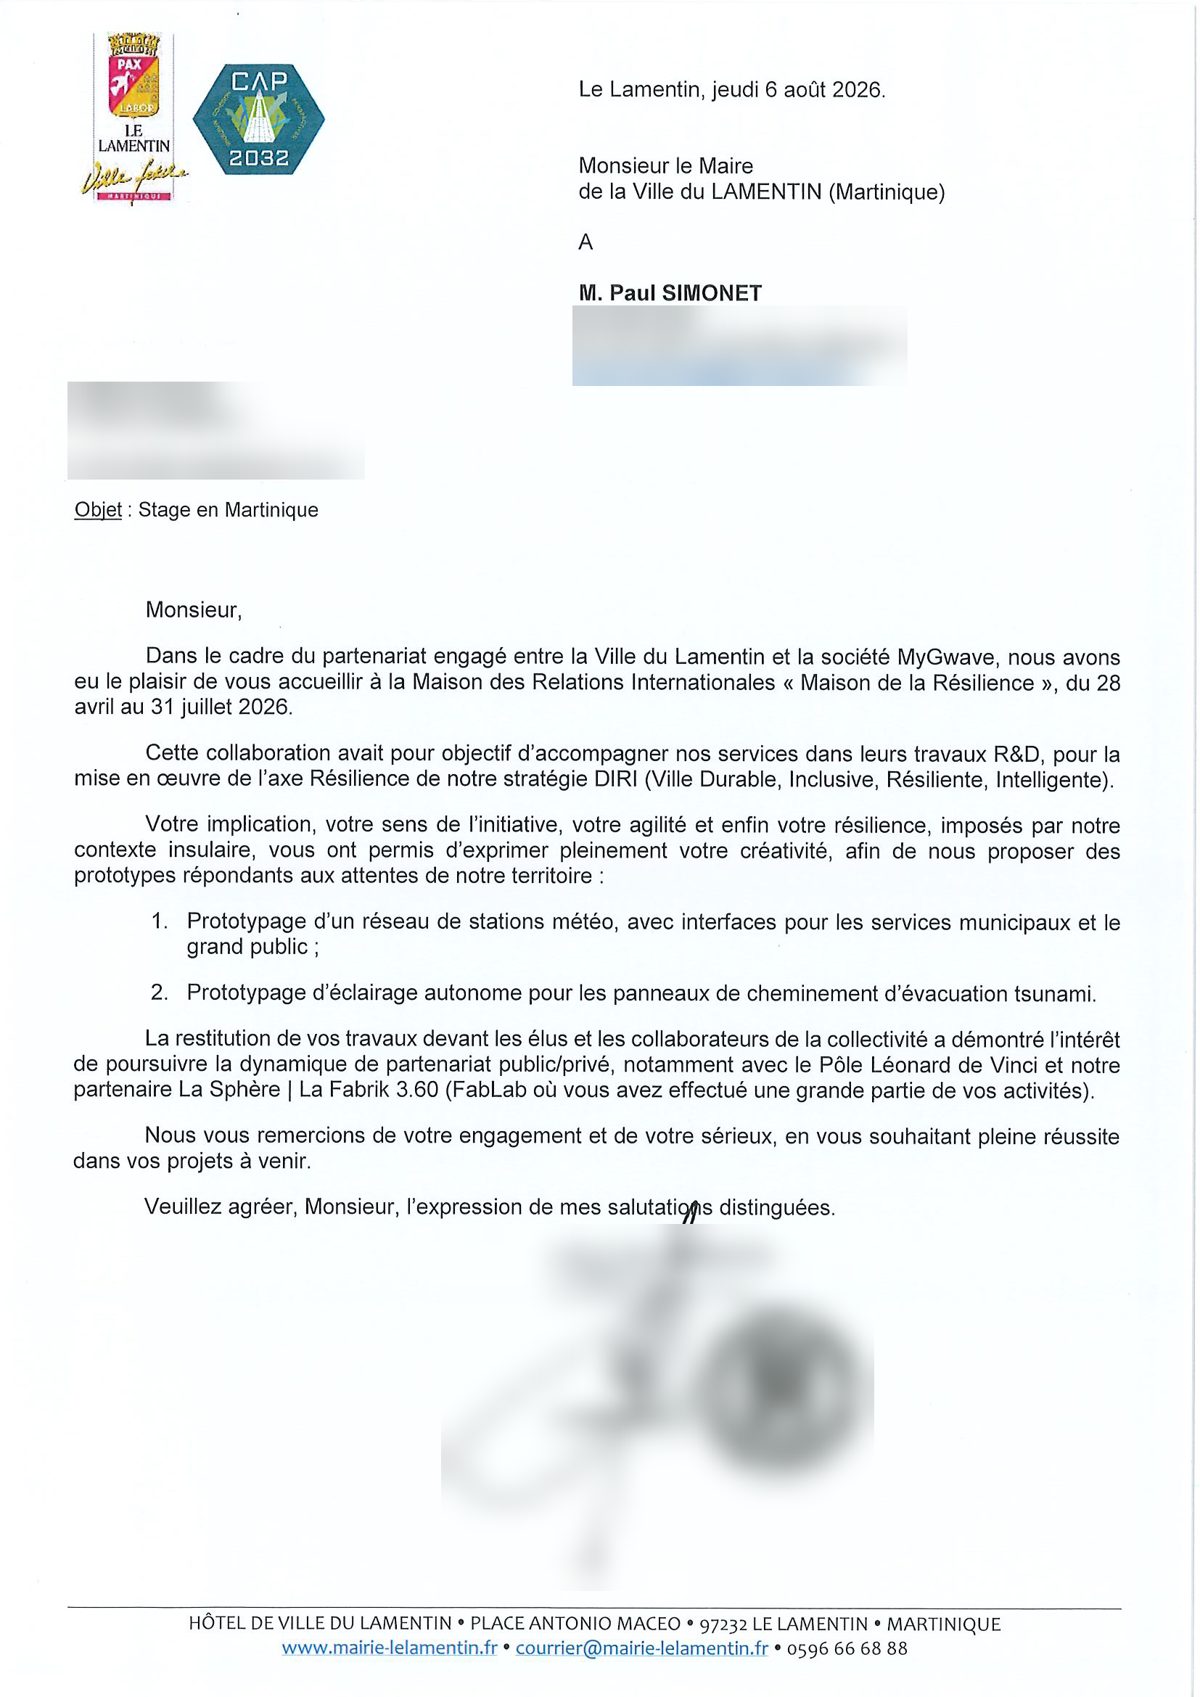 PAX
LABOR
LE
LAMENTIN
Ville fertile
MARTINIQUE
CAP
2032
Le Lamentin, jeudi 6 août 2026.
Monsieur le Maire
de la Ville du LAMENTIN (Martinique)
A
M. Paul SIMONET
Objet : Stage en Martinique
Monsieur,
Dans le cadre du partenariat engagé entre la Ville du Lamentin et la société MyGwave, nous avons
eu le plaisir de vous accueillir à la Maison des Relations Internationales « Maison de la Résilience », du 28
avril au 31 juillet 2026.
Cette collaboration avait pour objectif d’accompagner nos services dans leurs travaux R&D, pour la
mise en œuvre de l’axe Résilience de notre stratégie DIRI (Ville Durable, Inclusive, Résiliente, Intelligente).
Votre implication, votre sens de l’initiative, votre agilité et enfin votre résilience, imposés par notre
contexte insulaire, vous ont permis d’exprimer pleinement votre créativité, afin de nous proposer des
prototypes répondants aux attentes de notre territoire :
1. Prototypage d’un réseau de stations météo, avec interfaces pour les services municipaux et le
grand public ;
2. Prototypage d’éclairage autonome pour les panneaux de cheminement d’évacuation tsunami.
La restitution de vos travaux devant les élus et les collaborateurs de la collectivité a démontré l’intérêt
de poursuivre la dynamique de partenariat public/privé, notamment avec le Pôle Léonard de Vinci et notre
partenaire La Sphère | La Fabrik 3.60 (FabLab où vous avez effectué une grande partie de vos activités).
Nous vous remercions de votre engagement et de votre sérieux, en vous souhaitant pleine réussite
dans vos projets à venir.
Veuillez agréer, Monsieur, l’expression de mes salutations distinguées.
HÔTEL DE VILLE DU LAMENTIN • PLACE ANTONIO MACEO • 97232 LE LAMENTIN • MARTINIQUE
www.mairie-lelamentin.fr • courrier@mairie-lelamentin.fr • 0596 66 68 88